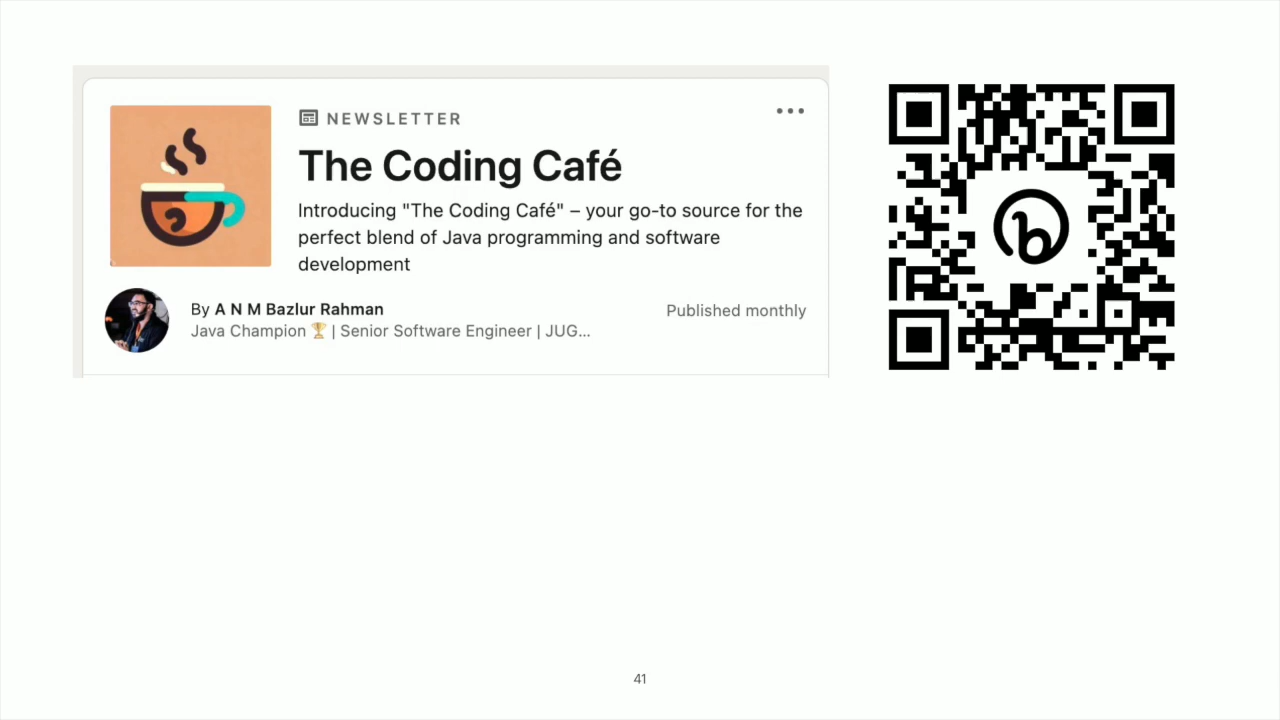 NEWSLETTER
The Coding Café
Introducing "The Coding Café" – your go-to source for the
perfect blend of Java programming and software
development
By A N M Bazlur Rahman
Java Champion 🏆 | Senior Software Engineer | JUG...
Published monthly
41